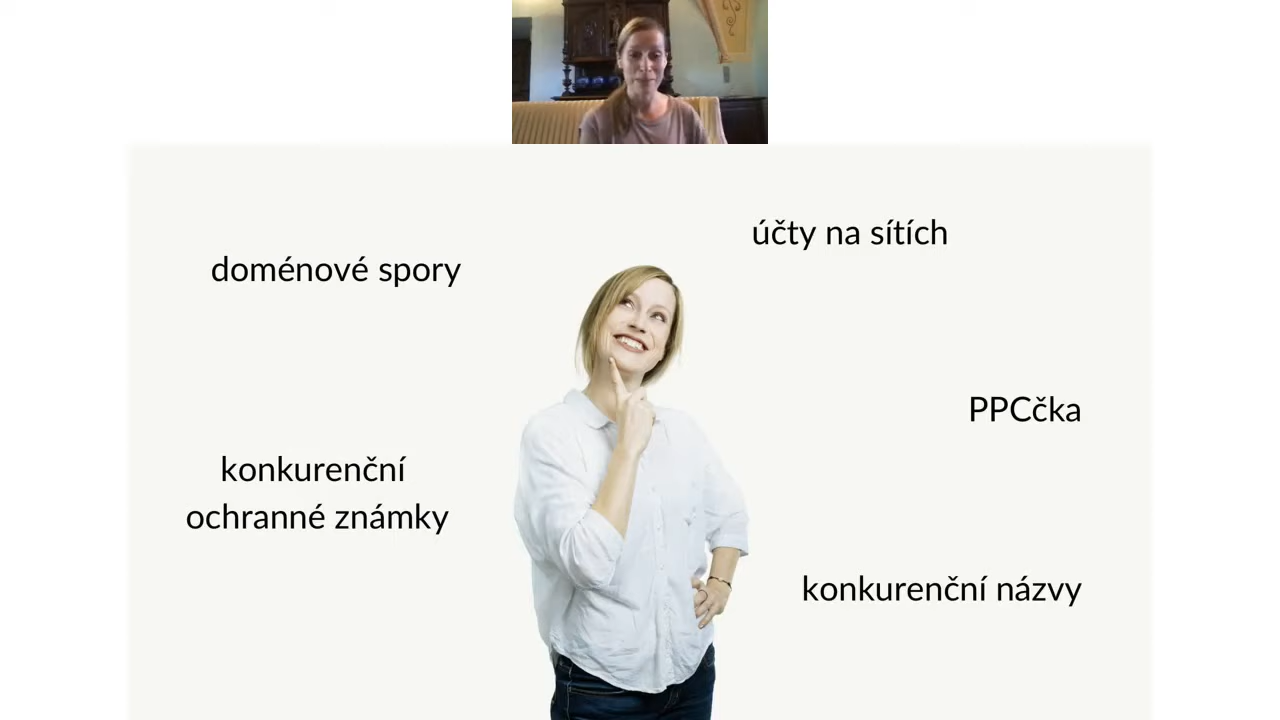 účty na sítích
doménové spory
PPCčka
konkurenční
ochranné známky
konkurenční názvy